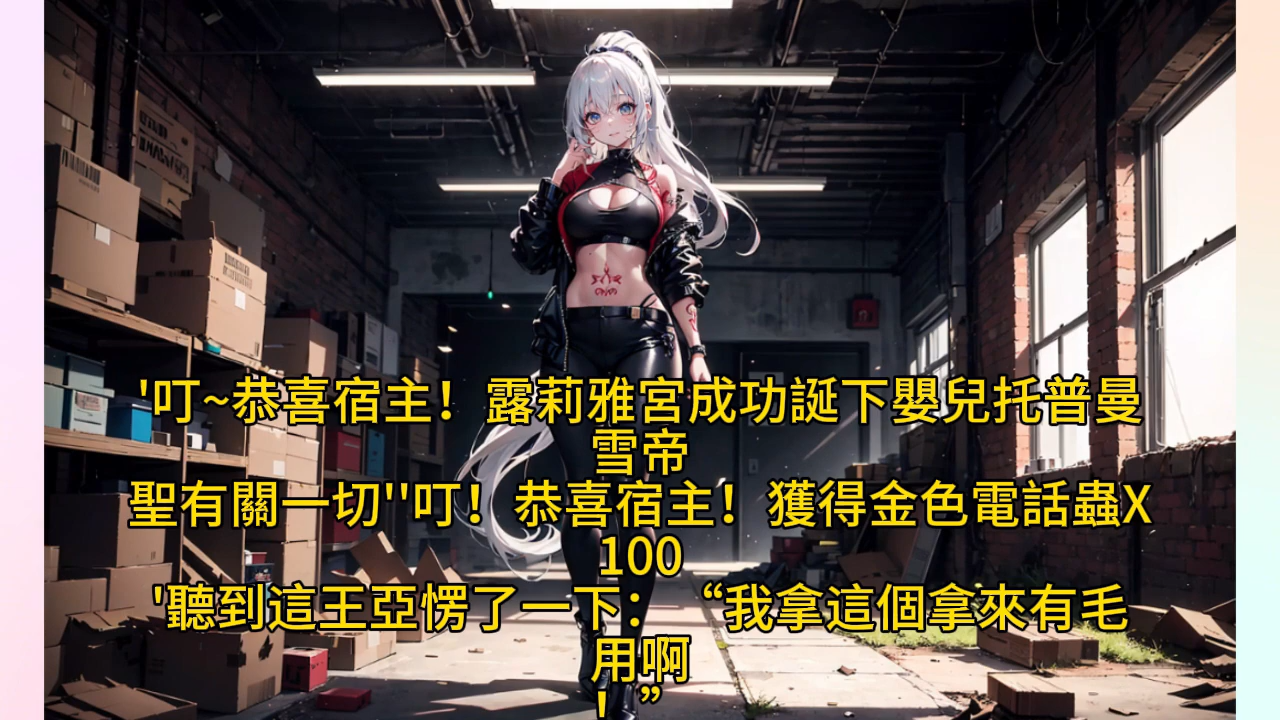 '叮~恭喜宿主！露莉雅宮成功誕下嬰兒托普曼
雪帝
聖有關一切''叮！恭喜宿主！獲得金色電話蟲X
100
'聽到這王亞愣了一下：“我拿這個拿來有毛
用啊
！”